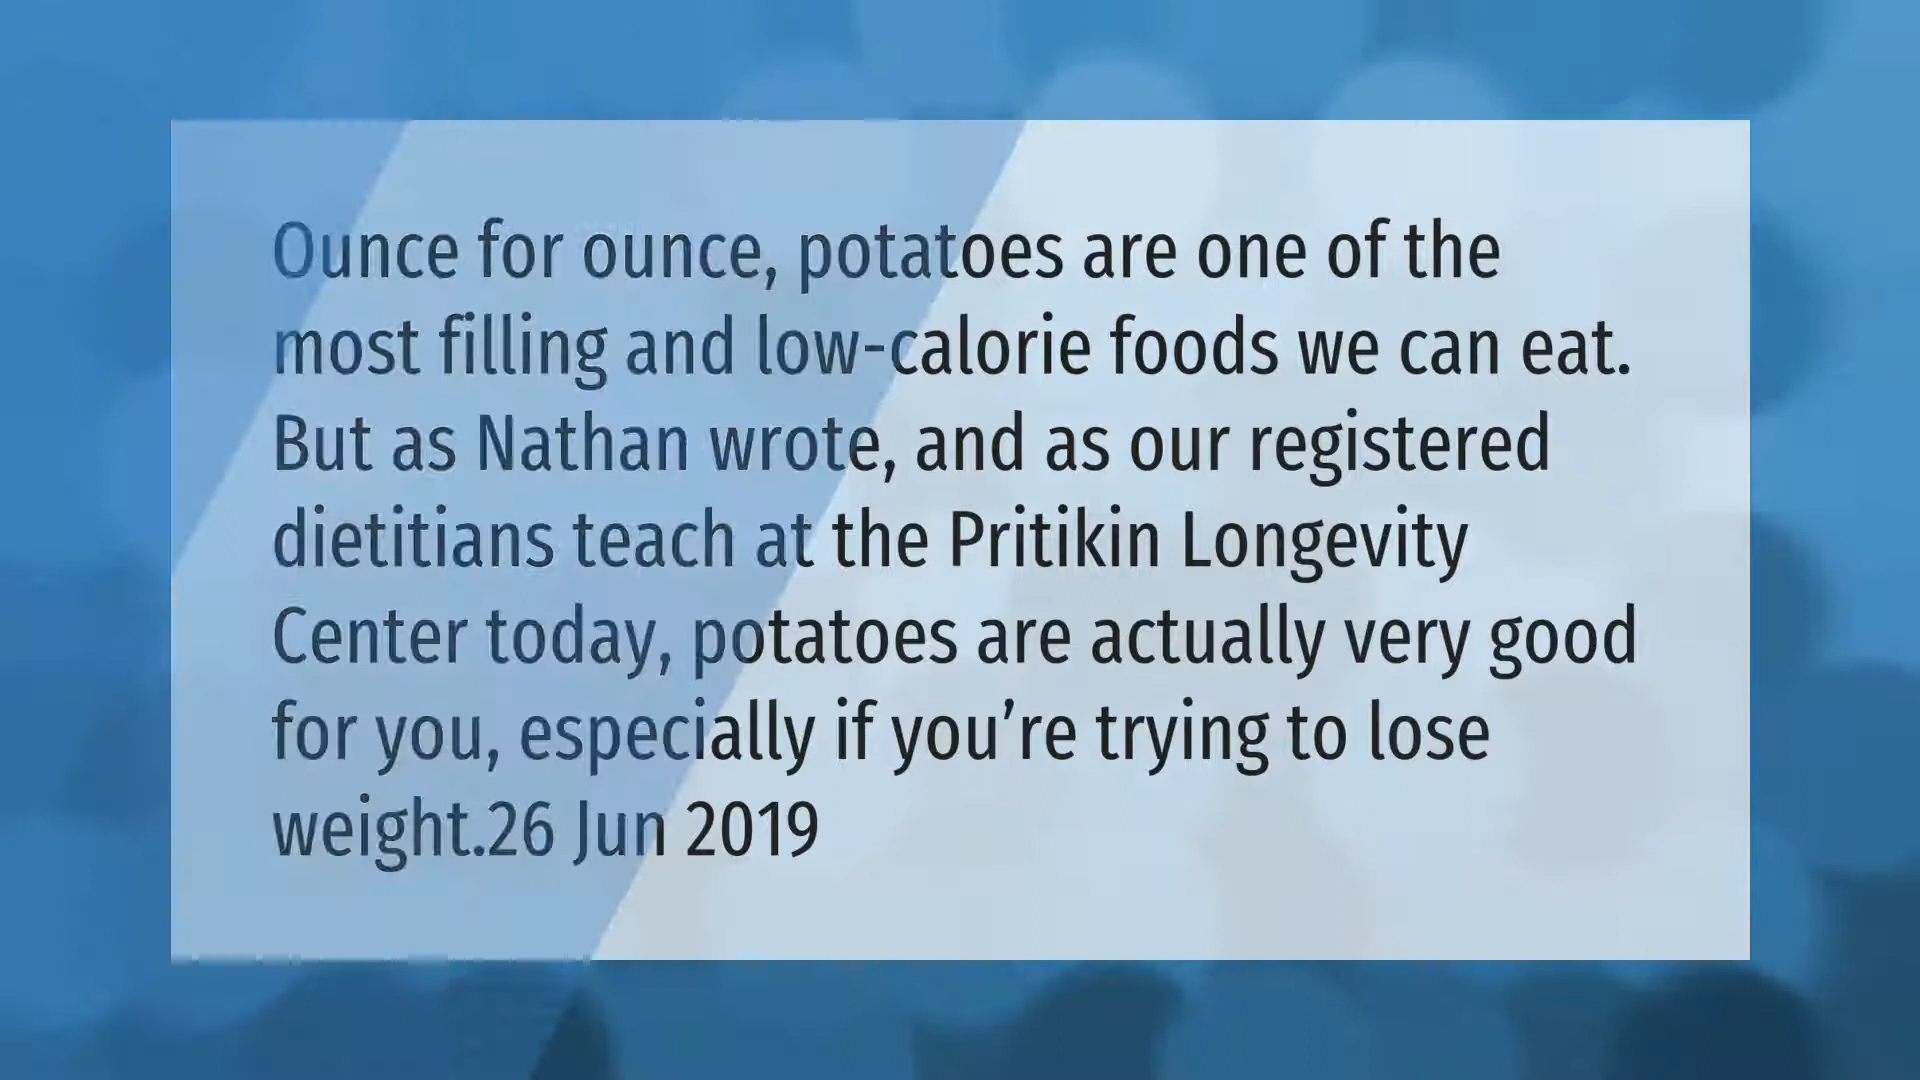 Ounce for ounce, potatoes are one of the
most filling and low-calorie foods we can eat.
But as Nathan wrote, and as our registered
dietitians teach at the Pritikin Longevity
Center today, potatoes are actually very good
for you, especially if you’re trying to lose
weight.26 Jun 2019